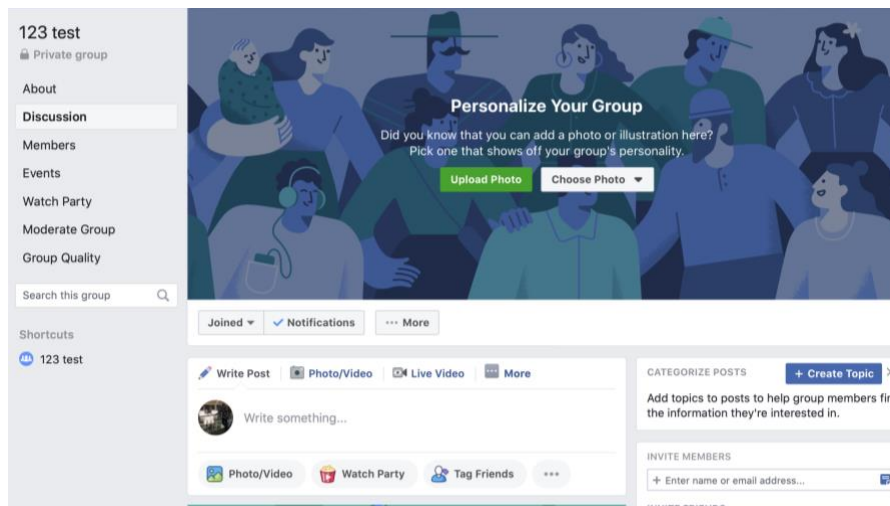 123 test
Private group
About
Discussion
Members
Events
Watch Party
Moderate Group
Group Quality
Search this group
Shortcuts
123 test
Personalize Your Group
Did you know that you can add a photo or illustration here?
Pick one that shows off your group's personality.
Upload Photo
Choose Photo
Joined
Notifications
More
Write Post
Photo/Video
Live Video
More
Write something...
Photo/Video
Watch Party
Tag Friends
CATEGORIZE POSTS
+ Create Topic
Add topics to posts to help group members
the information they're interested in.
INVITE MEMBERS
+ Enter name or email address...